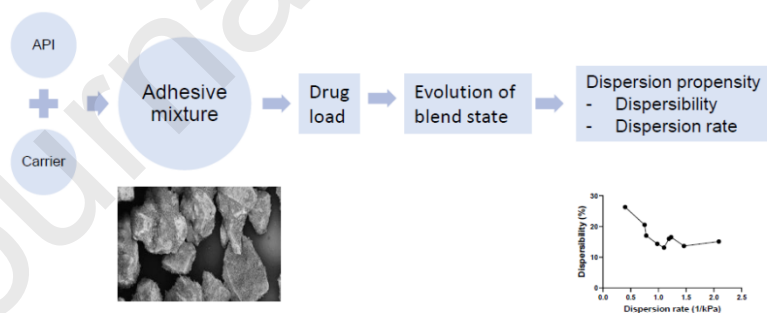 API
Carrier
Adhesive
mixture
Drug
load
Evolution of
blend state
Dispersion propensity
- Dispersibility
- Dispersion rate
Dispersibility (%)
30
20
10
0
0.0 0.5 1.0 1.5 2.0 2.5
Dispersion rate (1/kPa)